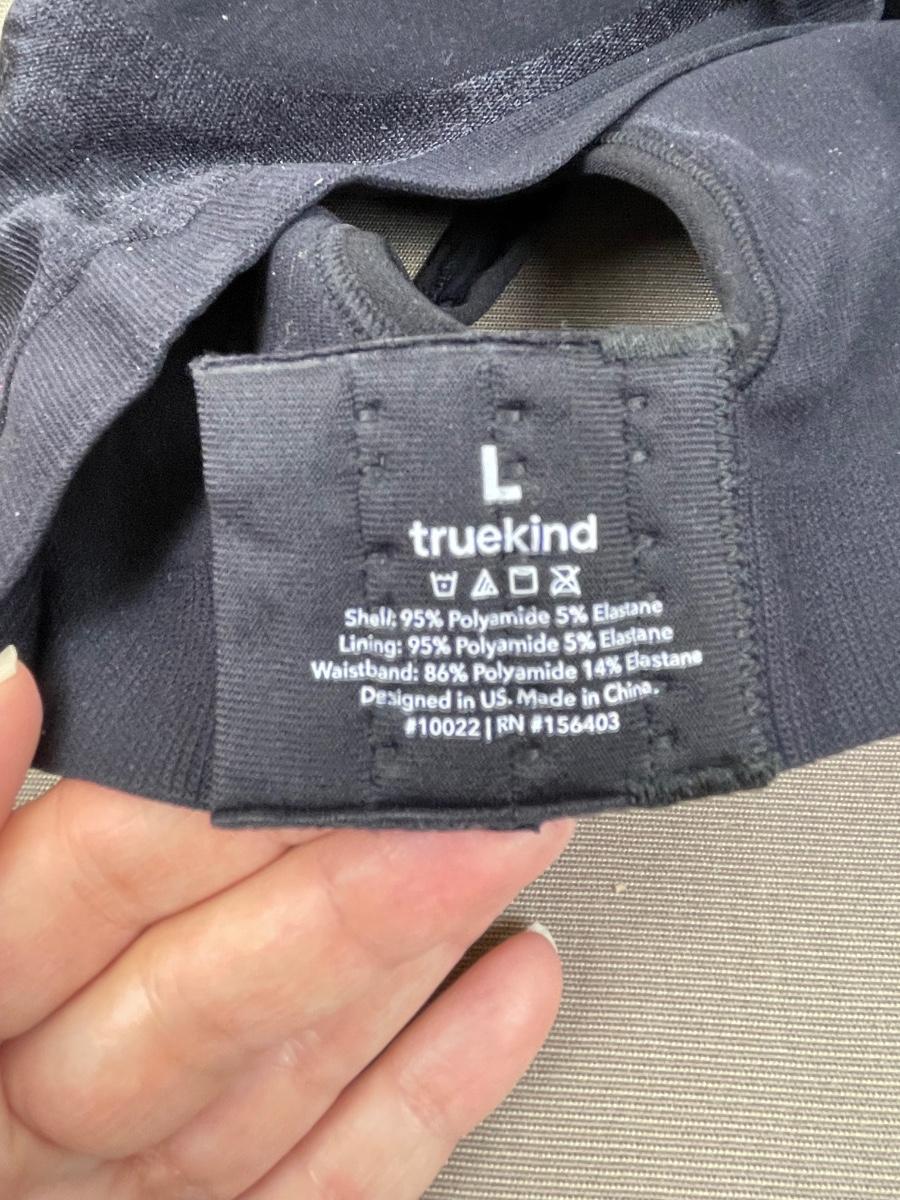 L
truekind
Shell: 95% Polyamide 5% Elastane
Lining: 95% Polyamide 5% Elastane
Waistband: 86% Polyamide 14% Elastane
Designed in US. Made in China.
#10022 | RN #156403